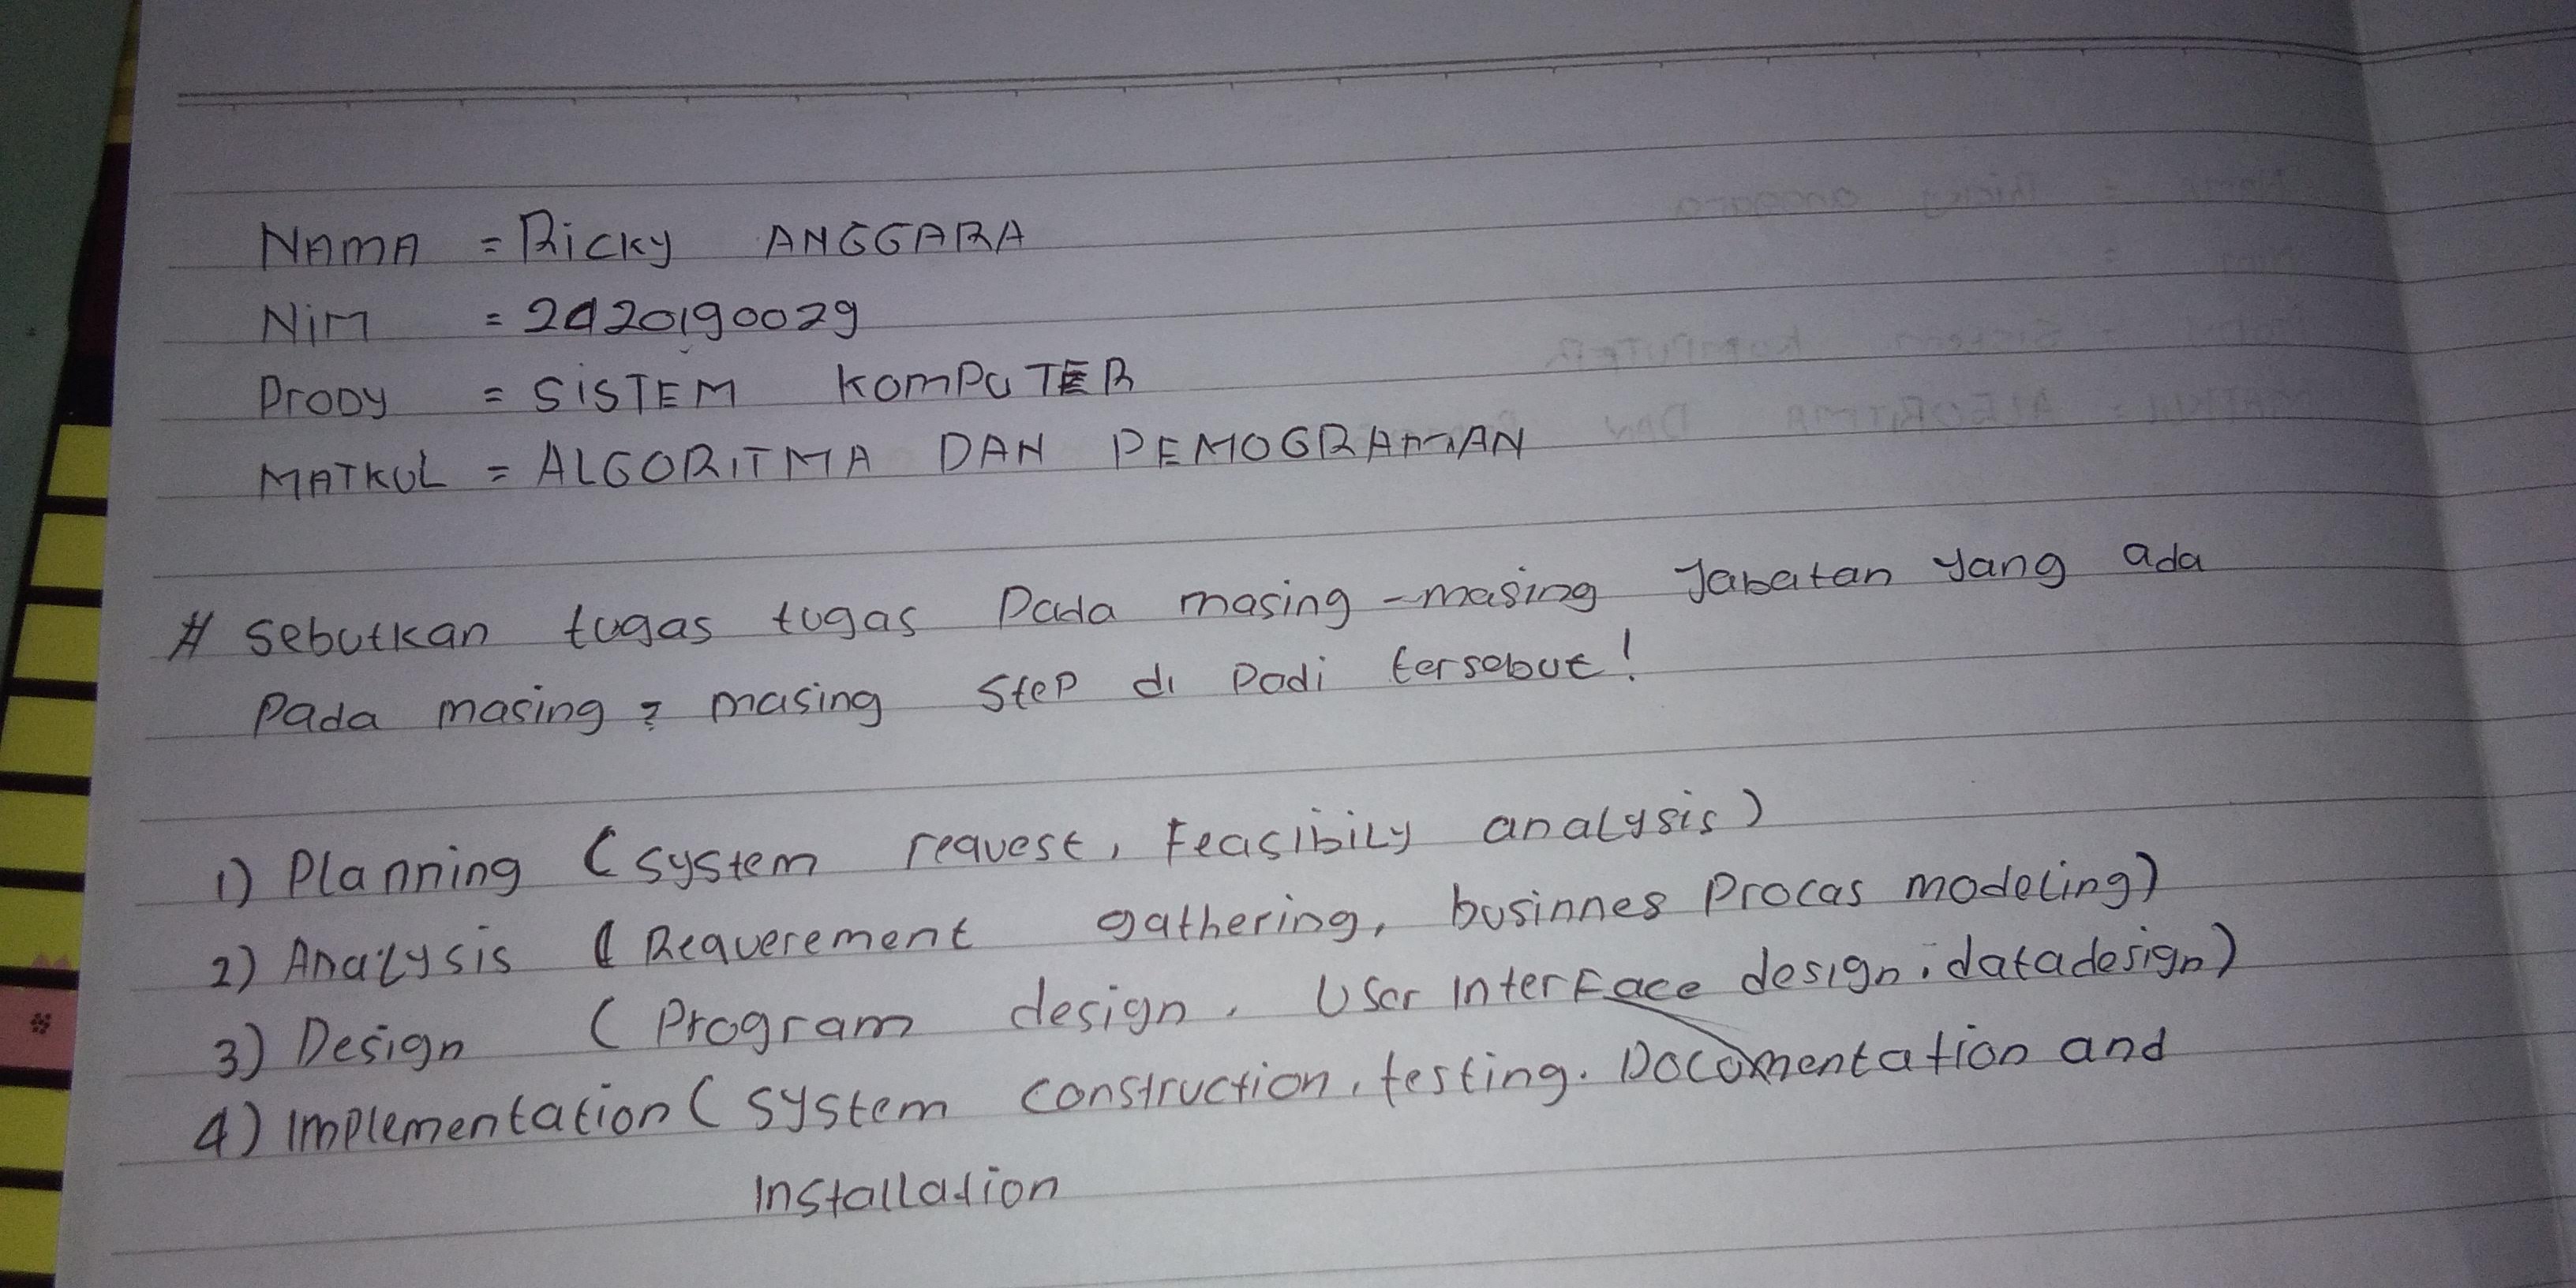 NAMA = Ricky ANGGARA
NiM = 2420190029
Prody = SiSTEM KomPUTER
MATKUL = ALGORITMA DAN PEMOGRAMAN
# Sebutkan tugas tugas Pada masing - masing Jabatan yang ada
Pada masing - masing Step di Padi tersebut!
1) Planning (System request, Feasibily analysis)
2) Analysis (Requerement gathering, businnes Procas modeling)
3) Design (Program design, User InterFace design, datadesign)
4) Implementation (System construction, testing. Documentation and
Installation